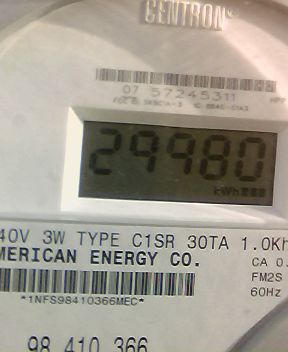 CENTRON®
07 57245311
29980
kWh
40V 3W TYPE C1SR 30TA 1.0Kh
MERICAN ENERGY CO.
CA 0.
FM2S
60Hz
*1NFS98410366MEC*
98 410 366